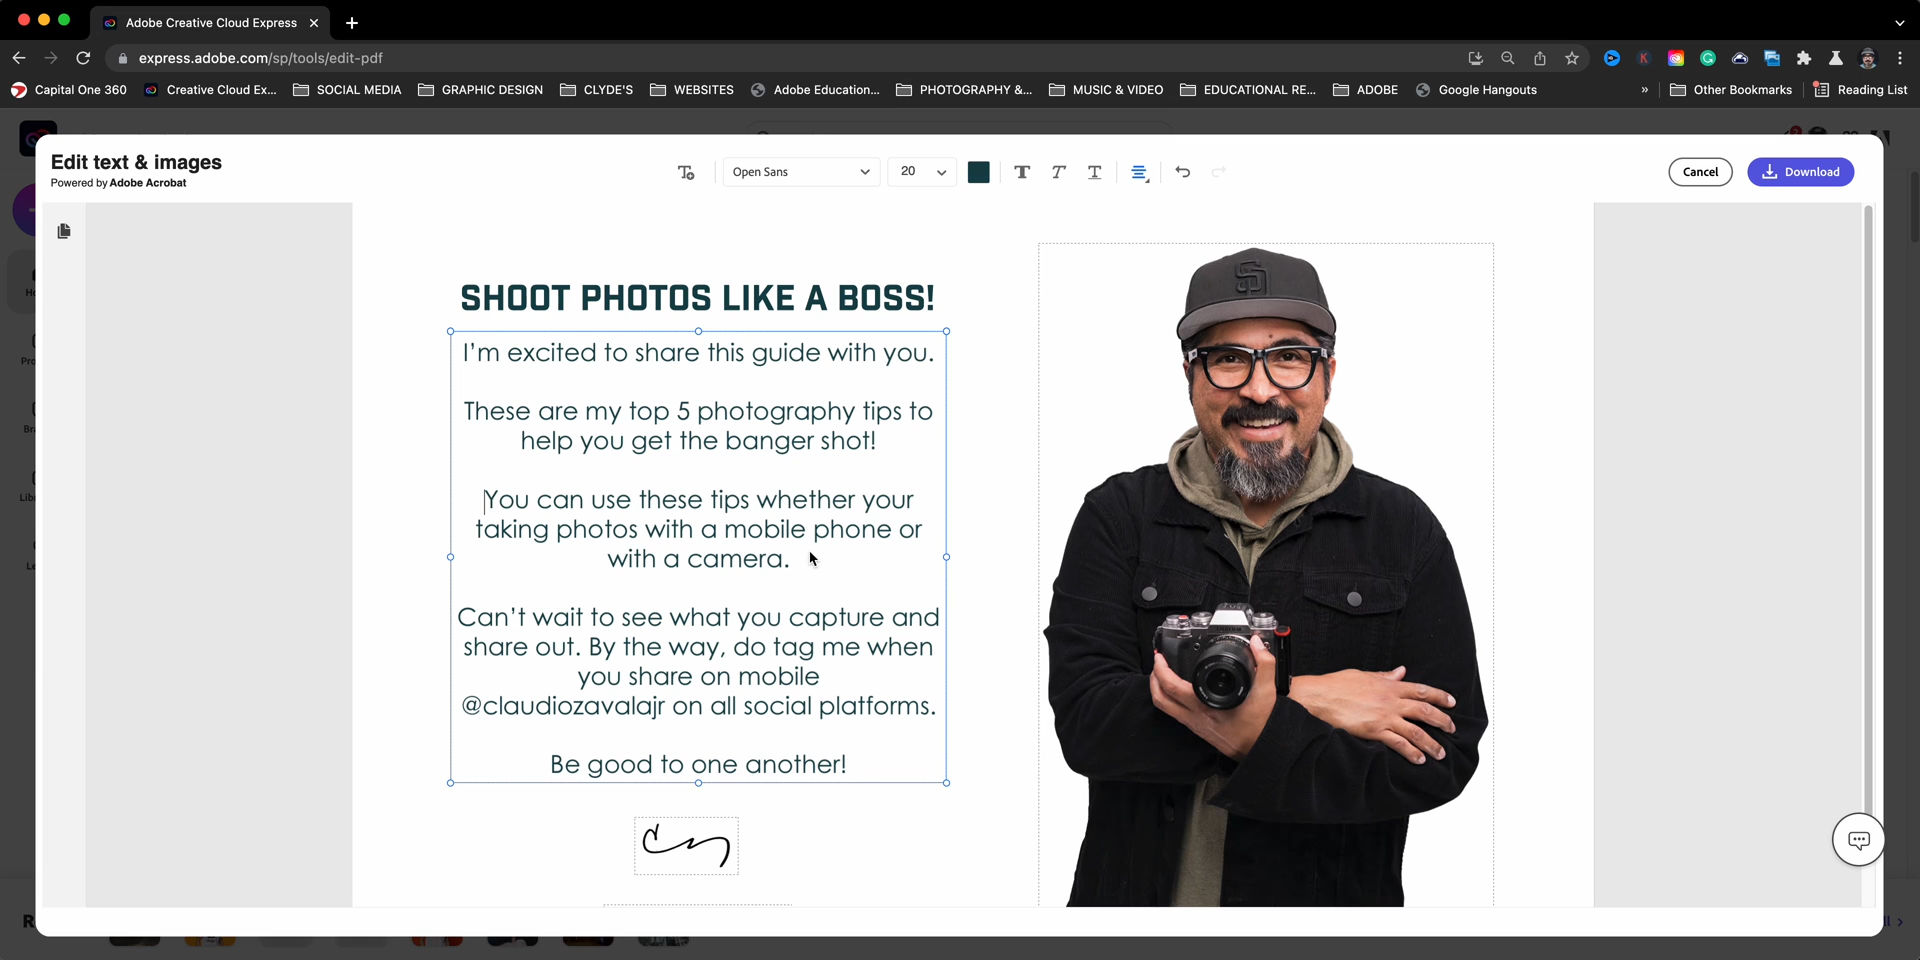 Adobe Creative Cloud Express
express.adobe.com/sp/tools/edit-pdf
Capital One 360
Creative Cloud Ex...
SOCIAL MEDIA
GRAPHIC DESIGN
CLYDE'S
WEBSITES
Adobe Education...
PHOTOGRAPHY &...
MUSIC & VIDEO
EDUCATIONAL RE...
ADOBE
Google Hangouts
»
Other Bookmarks
Reading List
Edit text & images
Powered by Adobe Acrobat
Open Sans
20
Cancel
Download
SHOOT PHOTOS LIKE A BOSS!
I'm excited to share this guide with you.
These are my top 5 photography tips to
help you get the banger shot!
You can use these tips whether your
taking photos with a mobile phone or
with a camera.
Can't wait to see what you capture and
share out. By the way, do tag me when
you share on mobile
@claudiozavalajr on all social platforms.
Be good to one another!